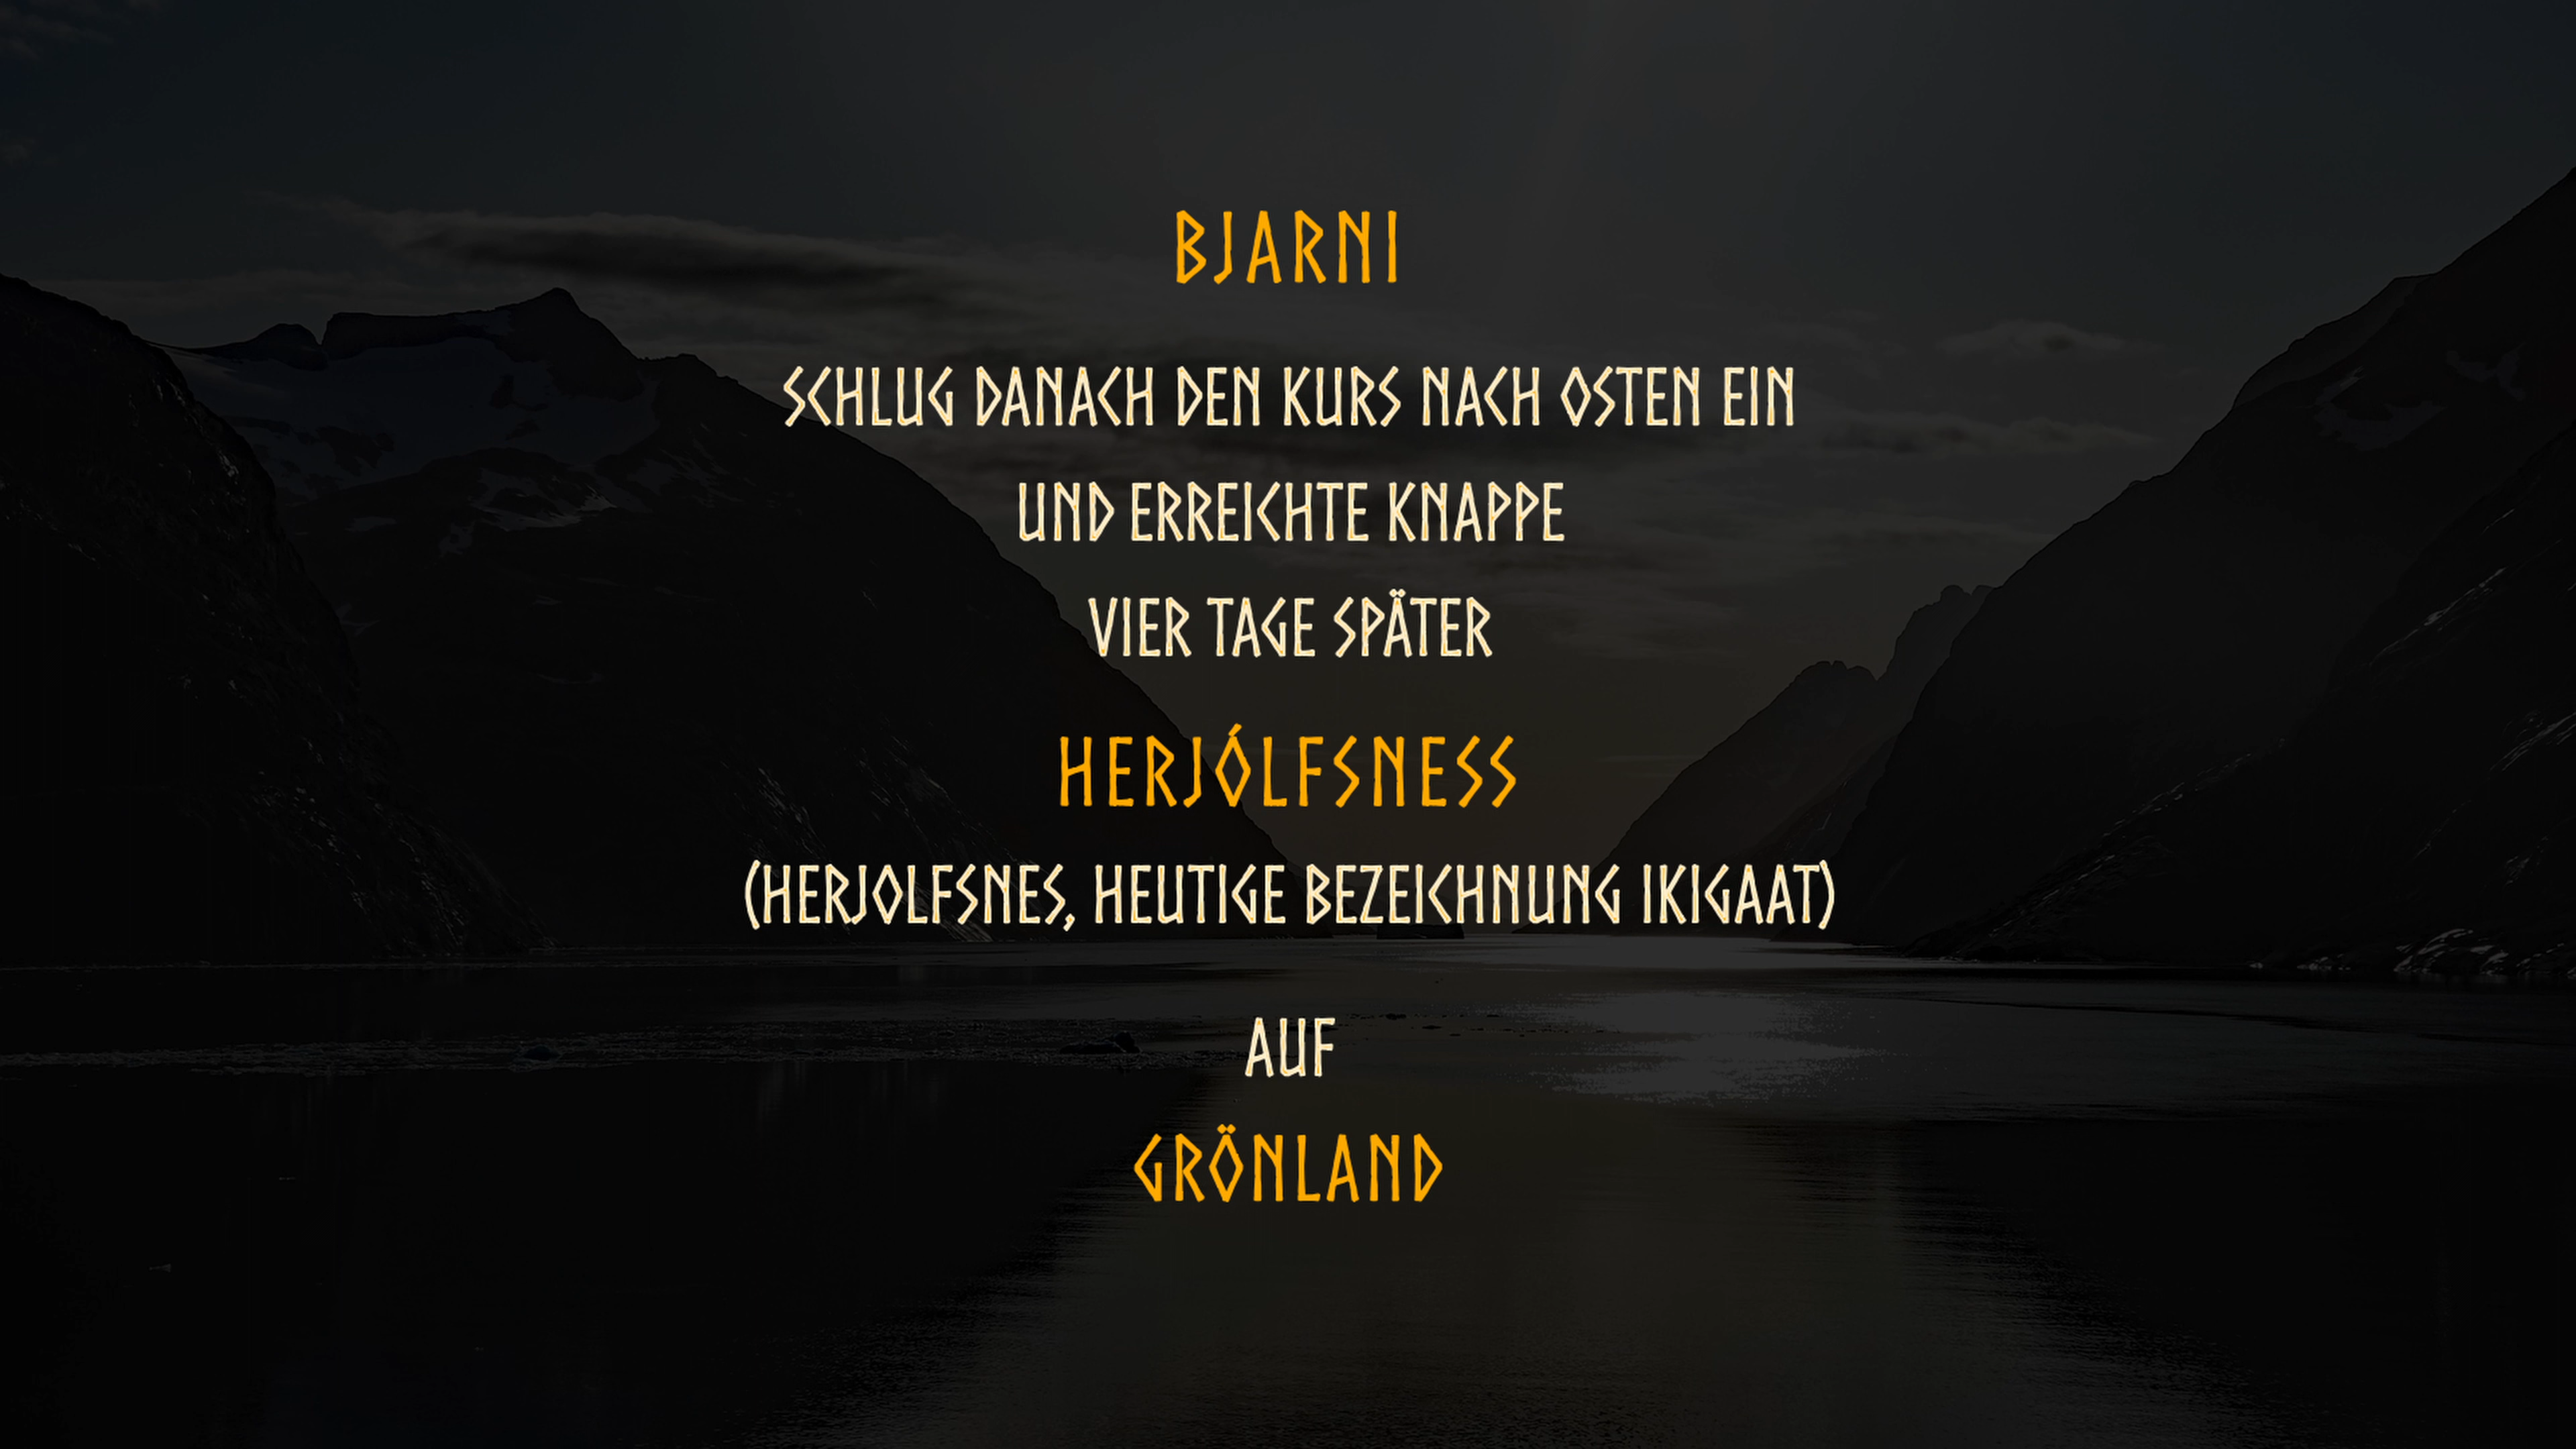 BJARNI
SCHLUG DANACH DEN KURS NACH OSTEN EIN
UND ERREICHTE KNAPPE
VIER TAGE SPÄTER
HERJÓLFSNESS
(HERJOLFSNES, HEUTIGE BEZEICHNUNG IKIGAAT)
AUF
GRÖNLAND